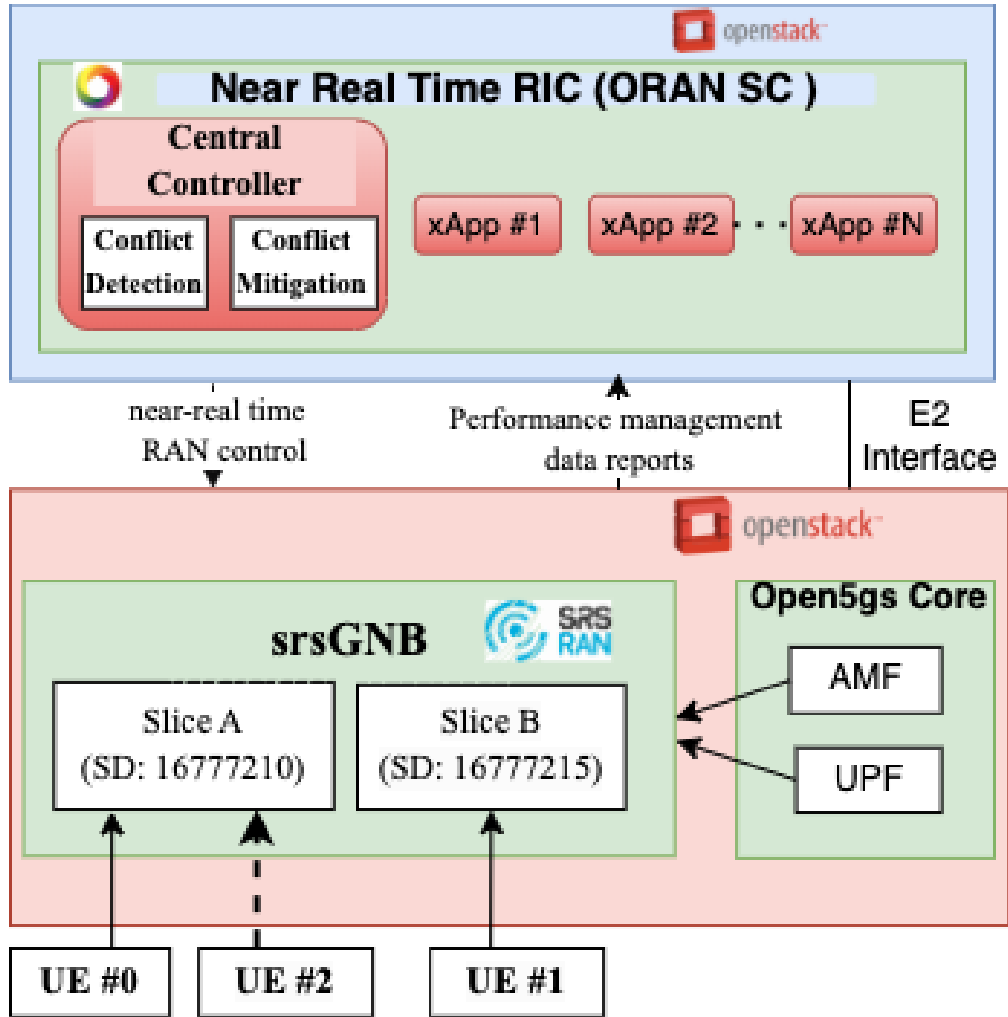 openstack™
Near Real Time RIC (ORAN SC )
Central
Controller
Conflict
Detection
Conflict
Mitigation
xApp #1
xApp #2
· · ·
xApp #N
near-real time
RAN control
Performance management
data reports
E2
Interface
openstack™
srsGNB
SRS
RAN
Open5gs Core
Slice A
(SD: 16777210)
Slice B
(SD: 16777215)
AMF
UPF
UE #0
UE #2
UE #1